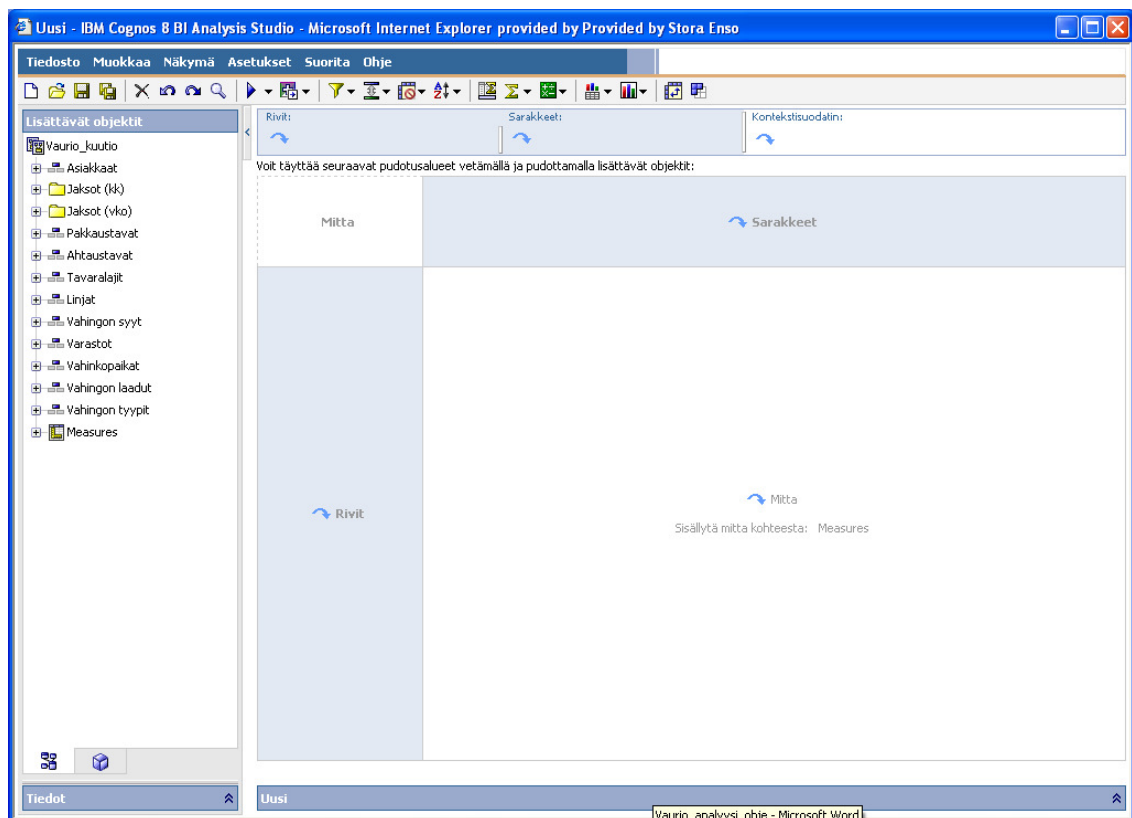 Uusi - IBM Cognos 8 BI Analysis Studio - Microsoft Internet Explorer provided by Provided by Stora Enso
Tiedosto Muokkaa Näkymä Asetukset Suorita Ohje
Lisättävät objektit
Vaurio_kuutio
Asiakkaat
Jaksot (kk)
Jaksot (vko)
Pakkaustavat
Ahtaustavat
Tavaralajit
Linjat
Vahingon syyt
Varastot
Vahinkopaikat
Vahingon laadut
Vahingon tyypit
Measures
Tiedot
Rivit: Sarakkeet: Kontekstisuodatin:
Voit täyttää seuraavat pudotusalueet vetämällä ja pudottamalla lisättävät objektit:
Mitta Sarakkeet
Rivit
Mitta
Sisällytä mitta kohteesta: Measures
Uusi
Vaurio_analyysi_ohje - Microsoft Word